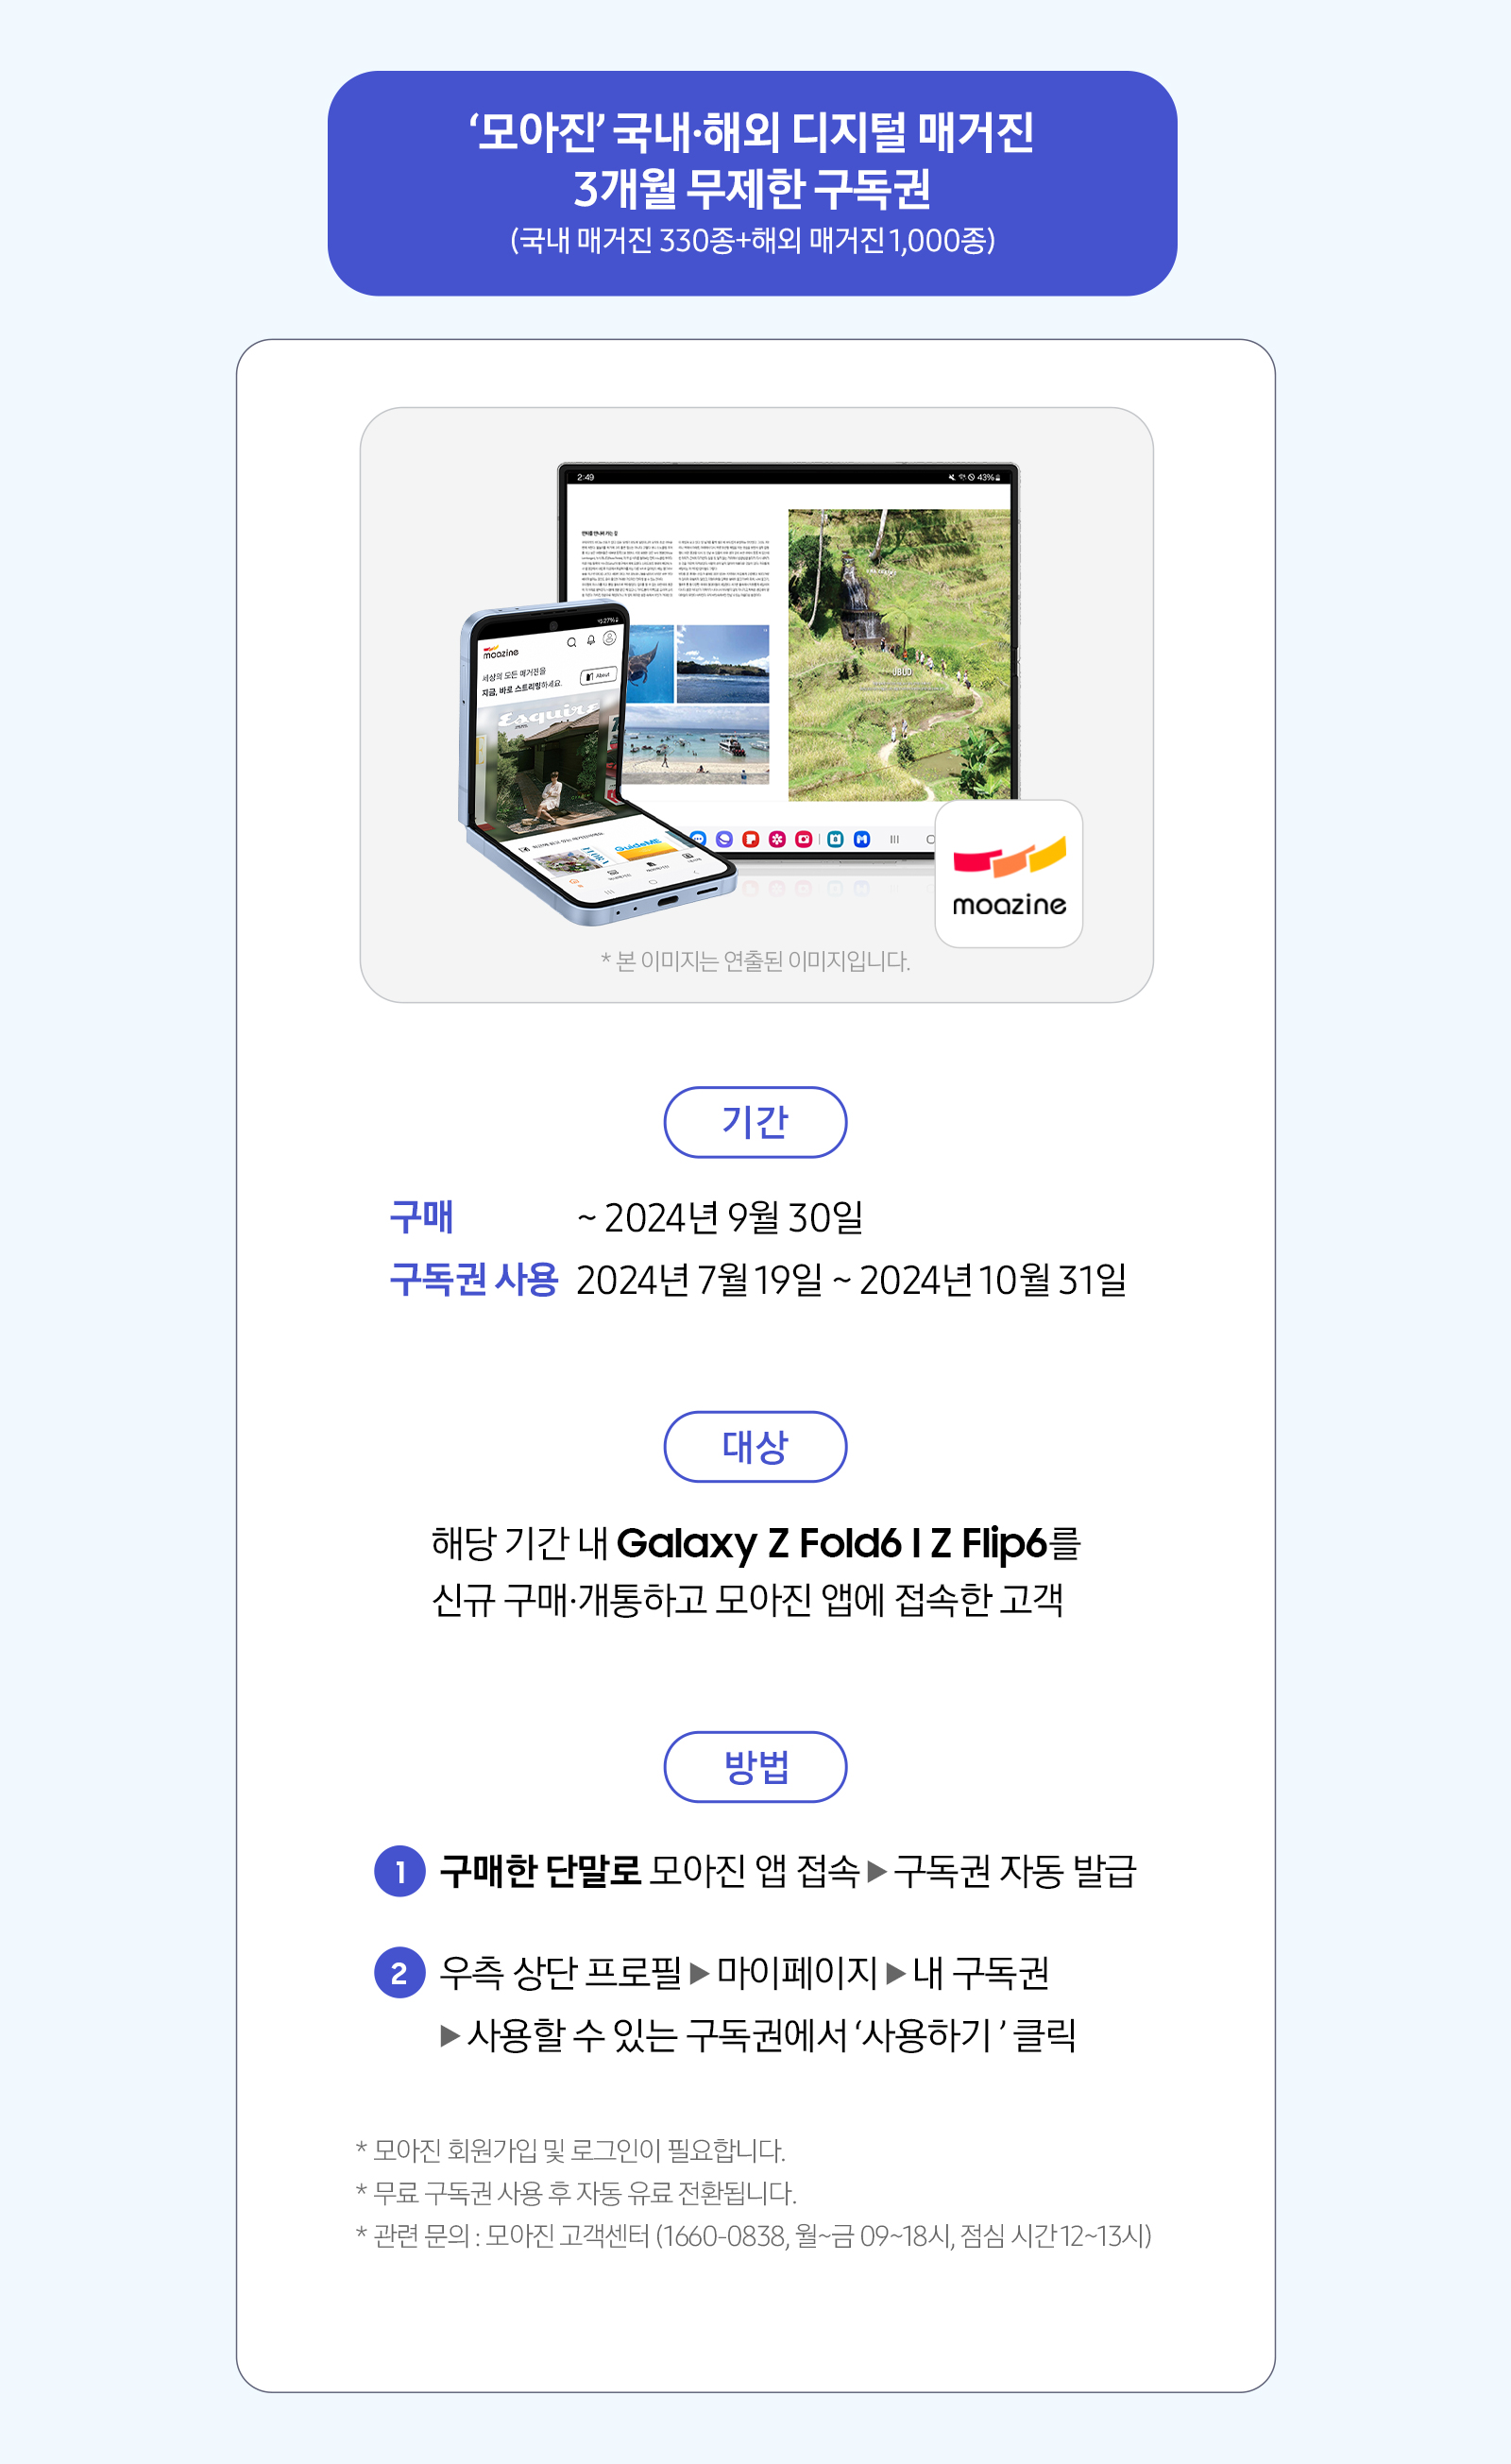 ‘모아진’ 국내·해외 디지털 매거진
3개월 무제한 구독권
(국내 매거진 330종+해외 매거진 1,000종)
2:49
43%
27%
moazine
세상의 모든 매거진을
지금, 바로 스트리밍하세요.
About
Esquire
GuideME
UBUD
moazine
* 본 이미지는 연출된 이미지입니다.
기간
구매 ~ 2024년 9월 30일
구독권 사용 2024년 7월 19일 ~ 2024년 10월 31일
대상
해당 기간 내 Galaxy Z Fold6 I Z Flip6를
신규 구매·개통하고 모아진 앱에 접속한 고객
방법
1 구매한 단말로 모아진 앱 접속 ▶ 구독권 자동 발급
2 우측 상단 프로필 ▶ 마이페이지 ▶ 내 구독권
▶ 사용할 수 있는 구독권에서 ‘사용하기 ’ 클릭
* 모아진 회원가입 및 로그인이 필요합니다.
* 무료 구독권 사용 후 자동 유료 전환됩니다.
* 관련 문의 : 모아진 고객센터 (1660-0838, 월~금 09~18시, 점심 시간 12~13시)